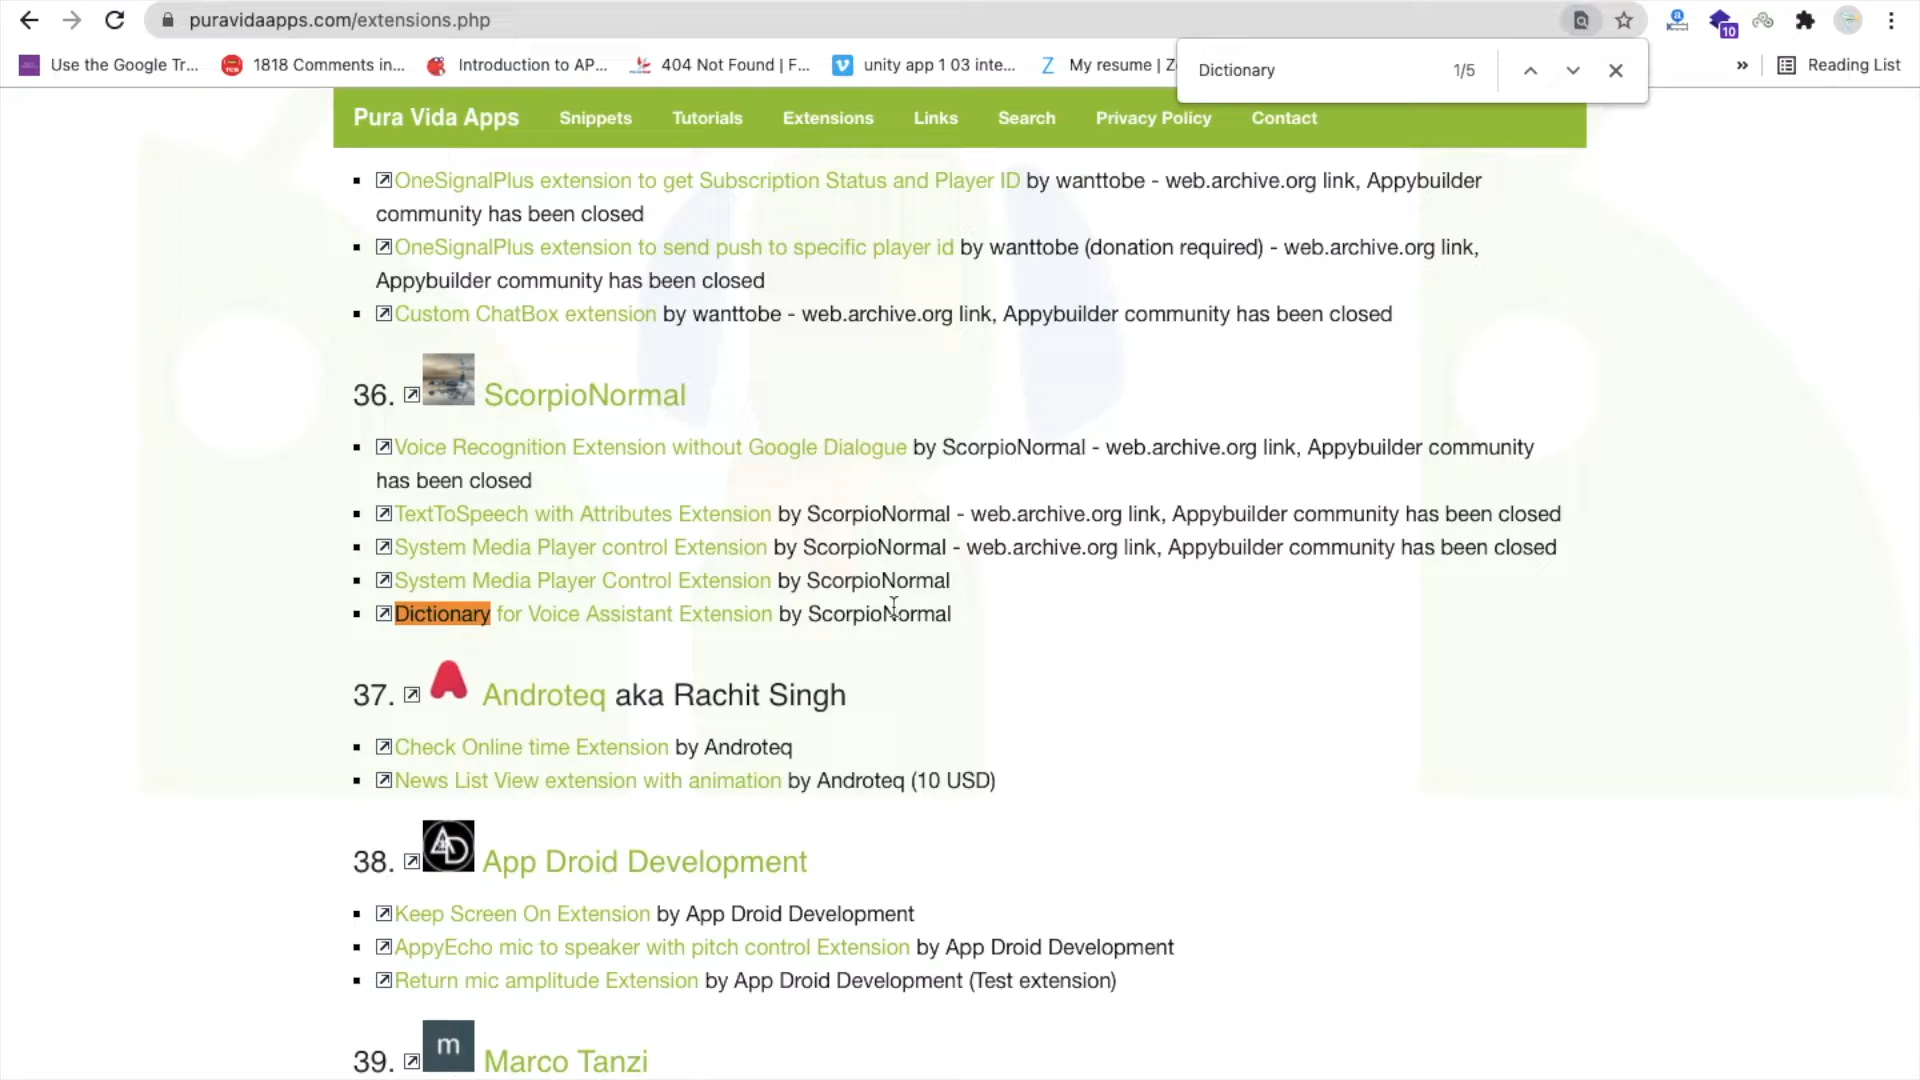 puravidaapps.com/extensions.php
10
Use the Google Tr...
1818 Comments in...
Introduction to AP...
404 Not Found | F...
unity app 1 03 inte...
My resume | Z
Dictionary 1/5
Reading List
Pura Vida Apps Snippets Tutorials Extensions Links Search Privacy Policy Contact
OneSignalPlus extension to get Subscription Status and Player ID by wanttobe - web.archive.org link, Appybuilder
community has been closed
OneSignalPlus extension to send push to specific player id by wanttobe (donation required) - web.archive.org link,
Appybuilder community has been closed
Custom ChatBox extension by wanttobe - web.archive.org link, Appybuilder community has been closed
36. ScorpioNormal
Voice Recognition Extension without Google Dialogue by ScorpioNormal - web.archive.org link, Appybuilder community
has been closed
TextToSpeech with Attributes Extension by ScorpioNormal - web.archive.org link, Appybuilder community has been closed
System Media Player control Extension by ScorpioNormal - web.archive.org link, Appybuilder community has been closed
System Media Player Control Extension by ScorpioNormal
Dictionary for Voice Assistant Extension by ScorpioNormal
37. Androteq aka Rachit Singh
Check Online time Extension by Androteq
News List View extension with animation by Androteq (10 USD)
38. App Droid Development
Keep Screen On Extension by App Droid Development
AppyEcho mic to speaker with pitch control Extension by App Droid Development
Return mic amplitude Extension by App Droid Development (Test extension)
39. m Marco Tanzi